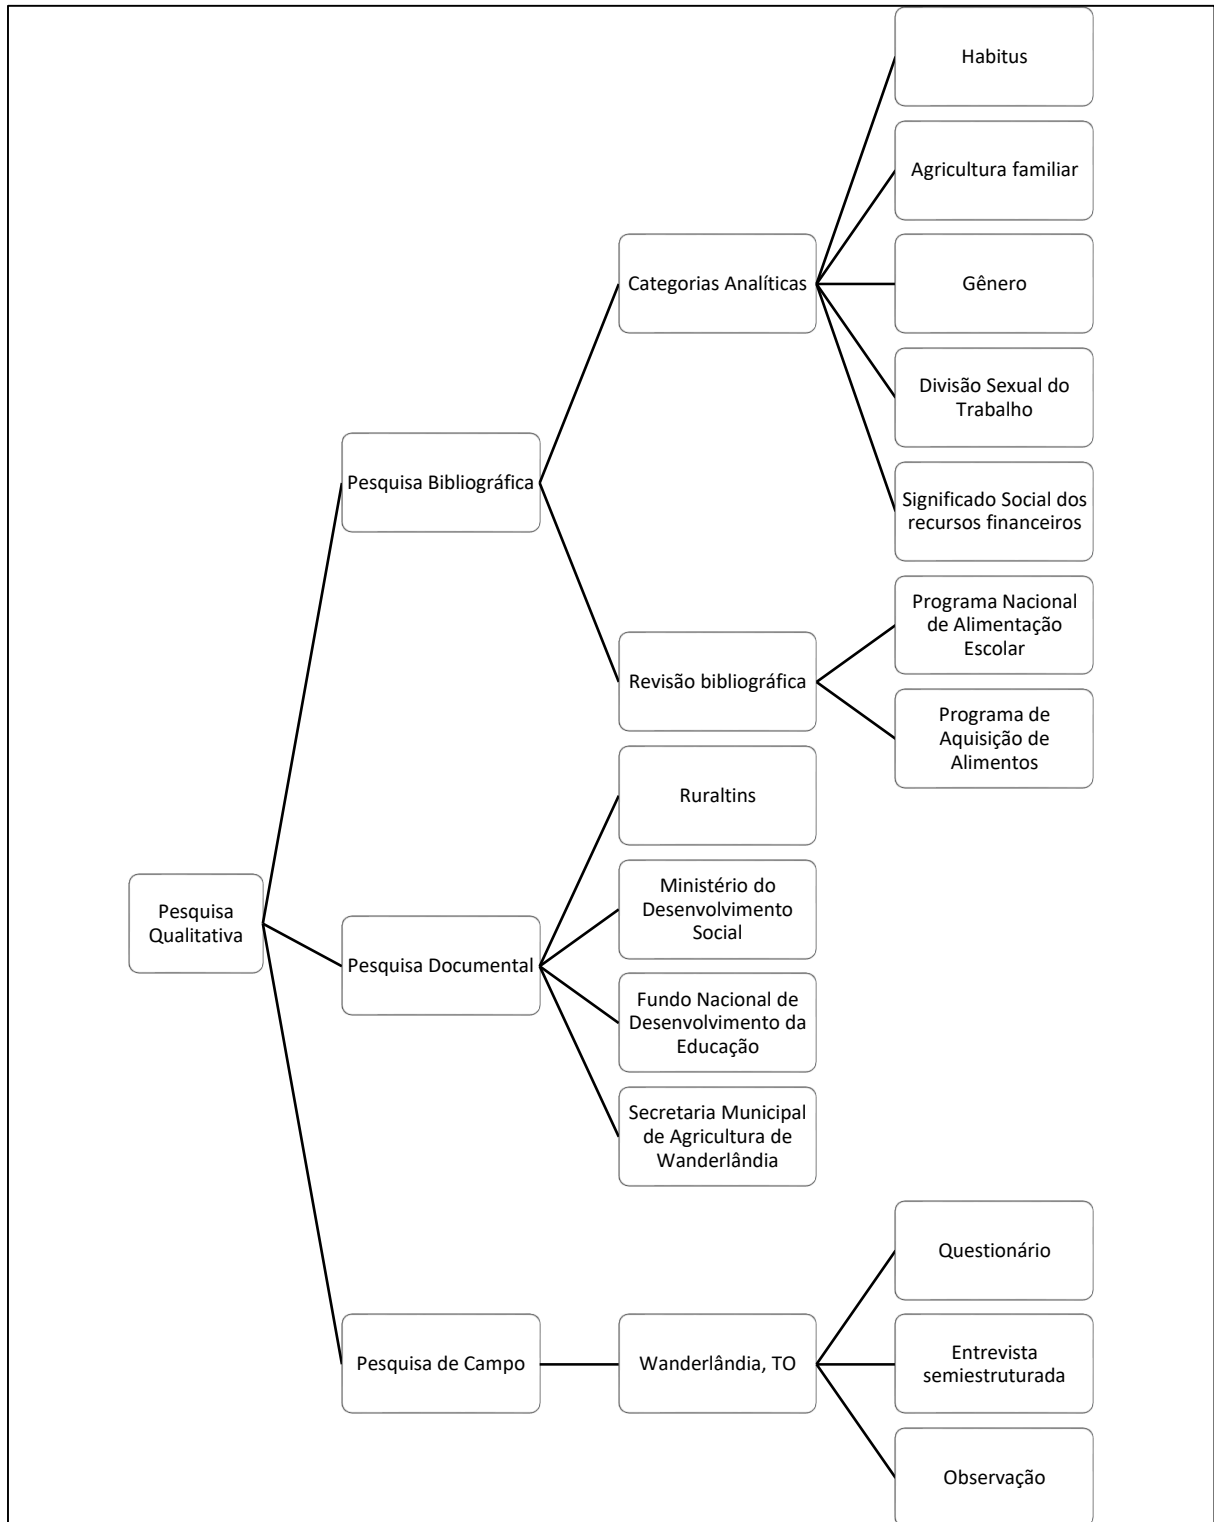 Habitus
Agricultura familiar
Categorias Analíticas
Gênero
Divisão Sexual do
Trabalho
Pesquisa Bibliográfica
Significado Social dos
recursos financeiros
Programa Nacional
de Alimentação
Escolar
Revisão bibliográfica
Programa de
Aquisição de
Alimentos
Ruraltins
Ministério do
Desenvolvimento
Social
Pesquisa
Qualitativa
Pesquisa Documental
Fundo Nacional de
Desenvolvimento da
Educação
Secretaria Municipal
de Agricultura de
Wanderlândia
Questionário
Pesquisa de Campo
Wanderlândia, TO
Entrevista
semiestruturada
Observação